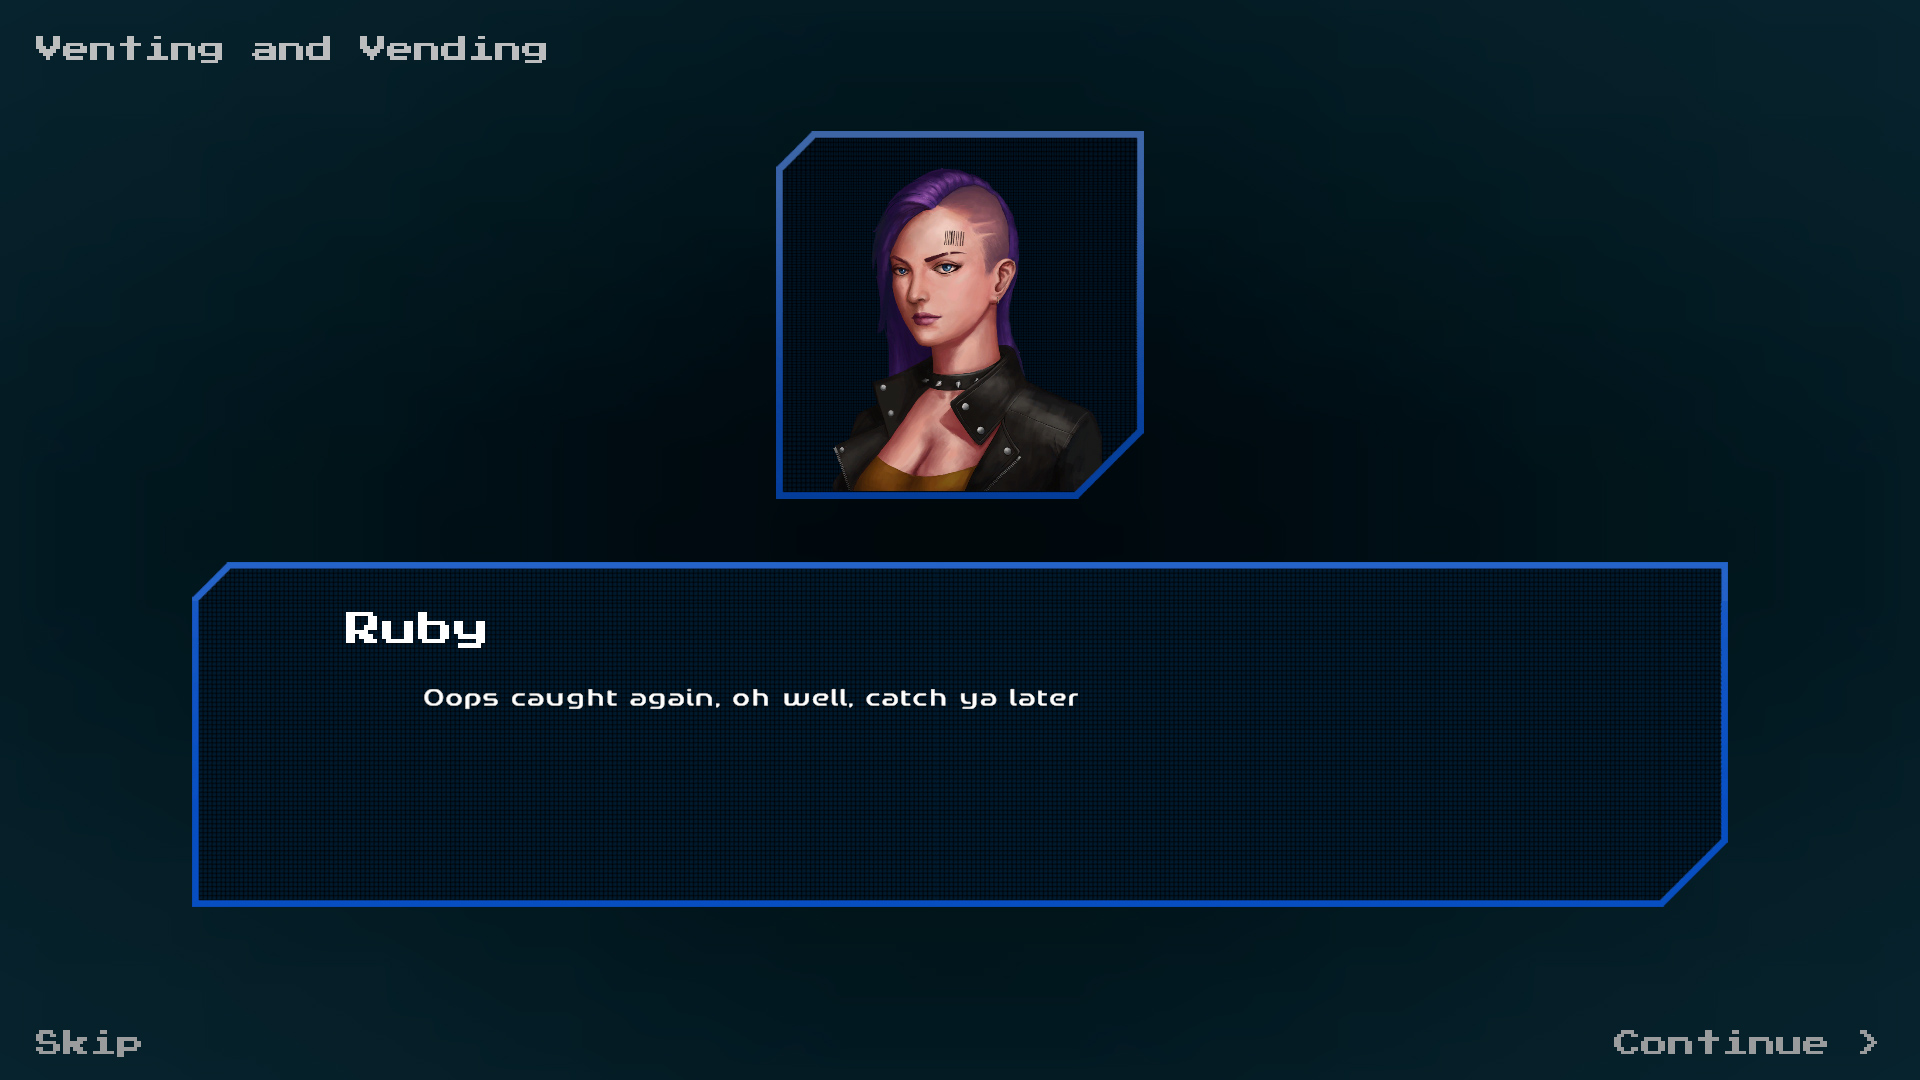 Venting and Vending
Ruby
Oops caught again, oh well, catch ya later
Skip
Continue >